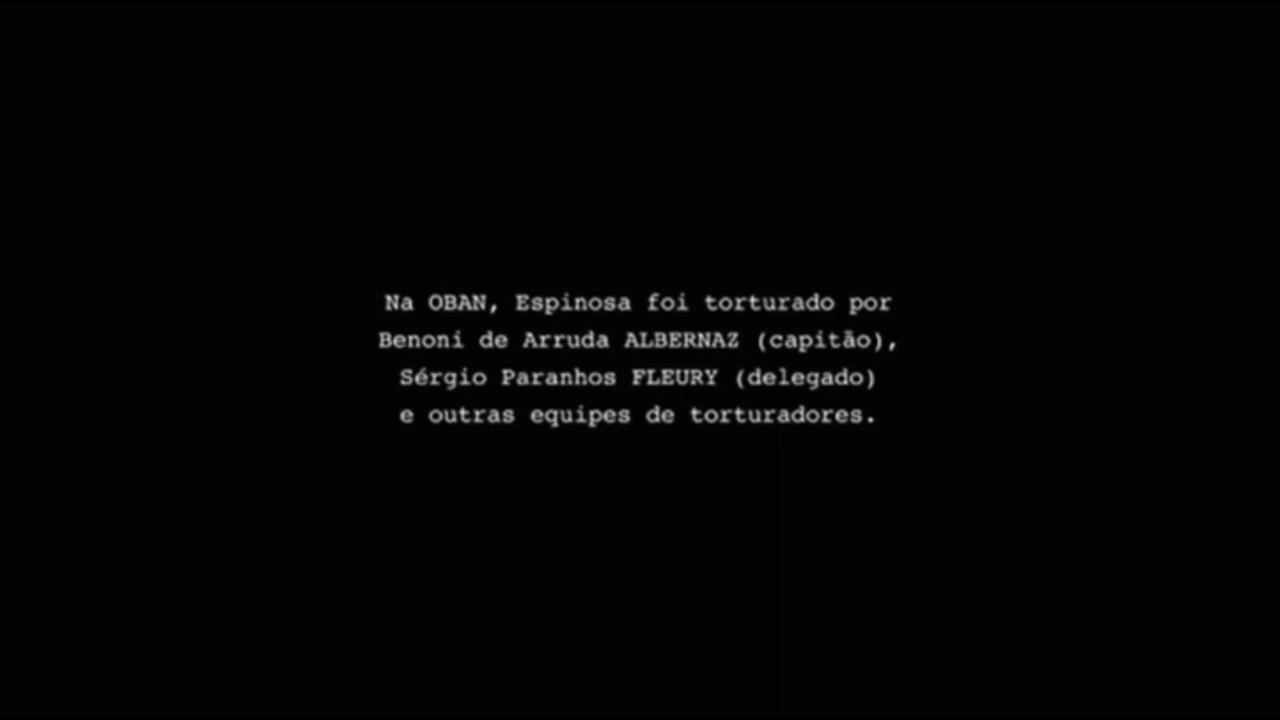 Na OBAN, Espinosa foi torturado por
Benoni de Arruda ALBERNAZ (capitão),
Sérgio Paranhos FLEURY (delegado)
e outras equipes de torturadores.